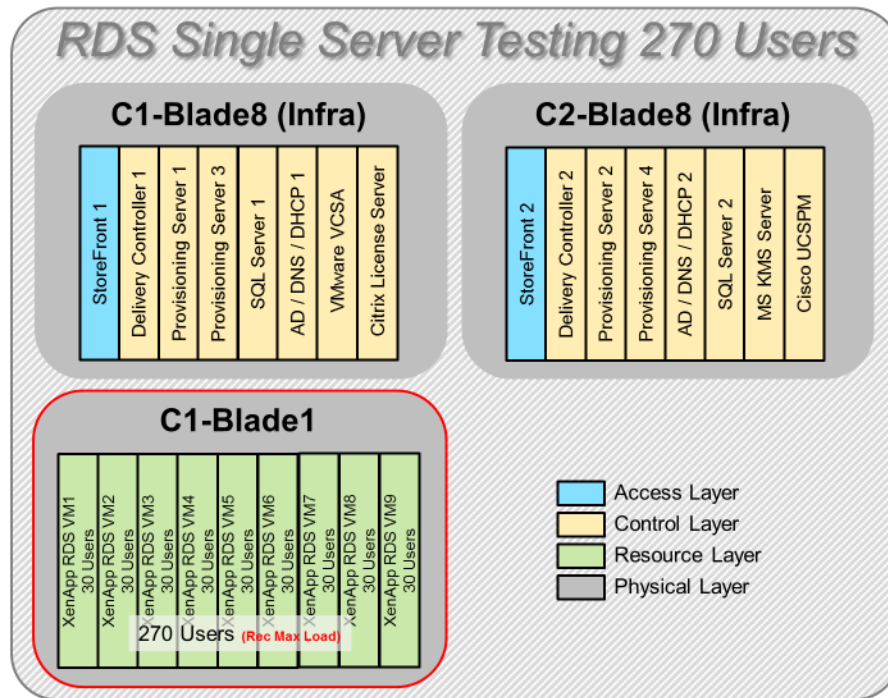 RDS Single Server Testing 270 Users
C1-Blade8 (Infra)
StoreFront 1
Delivery Controller 1
Provisioning Server 1
Provisioning Server 3
SQL Server 1
AD / DNS / DHCP 1
VMware VCSA
Citrix License Server
C2-Blade8 (Infra)
StoreFront 2
Delivery Controller 2
Provisioning Server 2
Provisioning Server 4
AD / DNS / DHCP 2
SQL Server 2
MS KMS Server
Cisco UCSPM
C1-Blade1
XenApp RDS VM1
30 Users
XenApp RDS VM2
30 Users
XenApp RDS VM3
30 Users
XenApp RDS VM4
30 Users
XenApp RDS VM5
30 Users
XenApp RDS VM6
30 Users
XenApp RDS VM7
30 Users
XenApp RDS VM8
30 Users
XenApp RDS VM9
30 Users
270 Users (Rec Max Load)
Access Layer
Control Layer
Resource Layer
Physical Layer